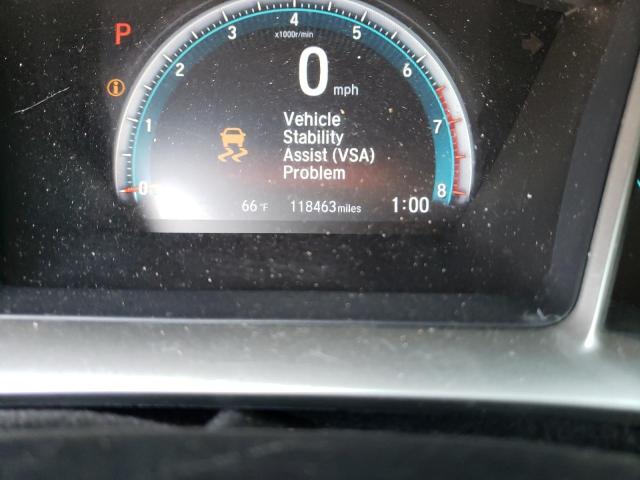 P
4
3
5
x1000r/min
2
6
0 mph
1
7
Vehicle
Stability
Assist (VSA)
Problem
0
8
66°F 118463 miles 1:00